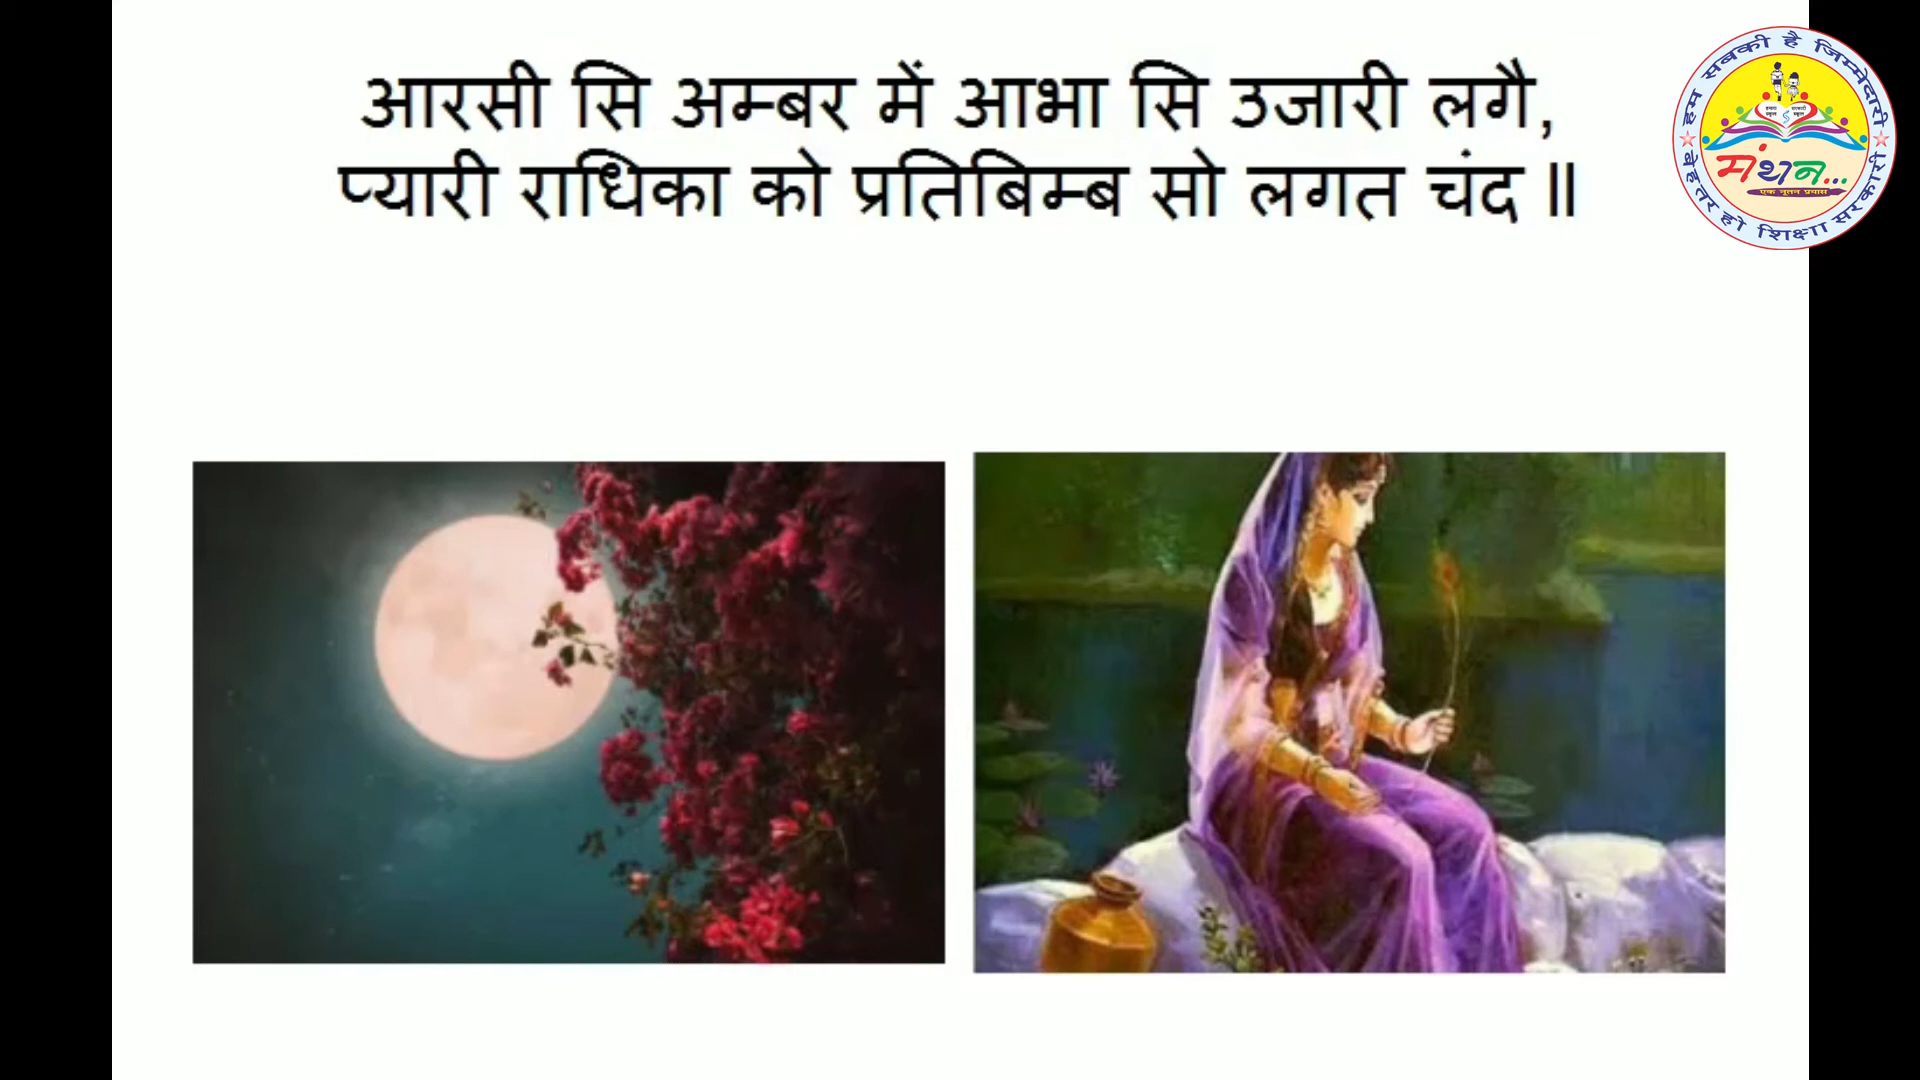 आरसी सि अम्बर में आभा सि उजारी लगै,
प्यारी राधिका को प्रतिबिम्ब सो लगत चंद ॥
हम सबकी है जिम्मेदारी
मंथन...
एक नूतन प्रयास
बेहतर हो शिक्षा सरकारी